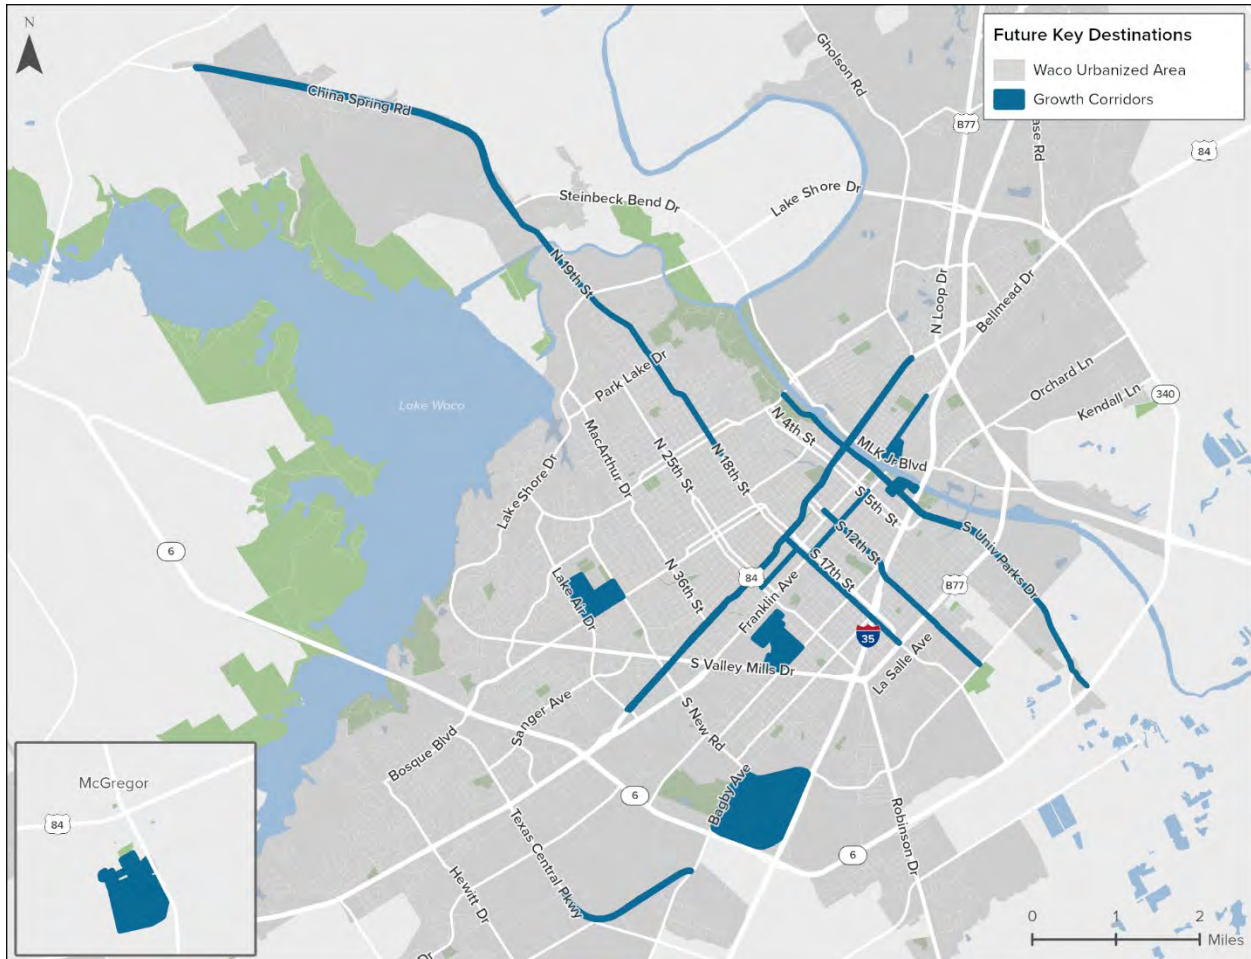 N
Future Key Destinations
Waco Urbanized Area
Growth Corridors
Gholson Rd
B77
ase Rd
84
China Spring Rd
Steinbeck Bend Dr
Lake Shore Dr
N 19th St
N Loop Dr
Bellmead Dr
Park Lake Dr
Orchard Ln
Kendall Ln
340
Lake Waco
MacArthur Dr
N 25th St
N 18th St
N 4th St
MLK Jr Blvd
Lake Shore Dr
S 5th St
S 12th St
S Univ Parks Dr
6
S 17th St
84
Lake Air Dr
N 36th St
Franklin Ave
B77
35
La Salle Ave
S Valley Mills Dr
Sanger Ave
S New Rd
Bosque Blvd
Bagby Ave
6
Robinson Dr
6
Texas Central Pkwy
Hewitt Dr
Dr
McGregor
84
0 1 2
Miles